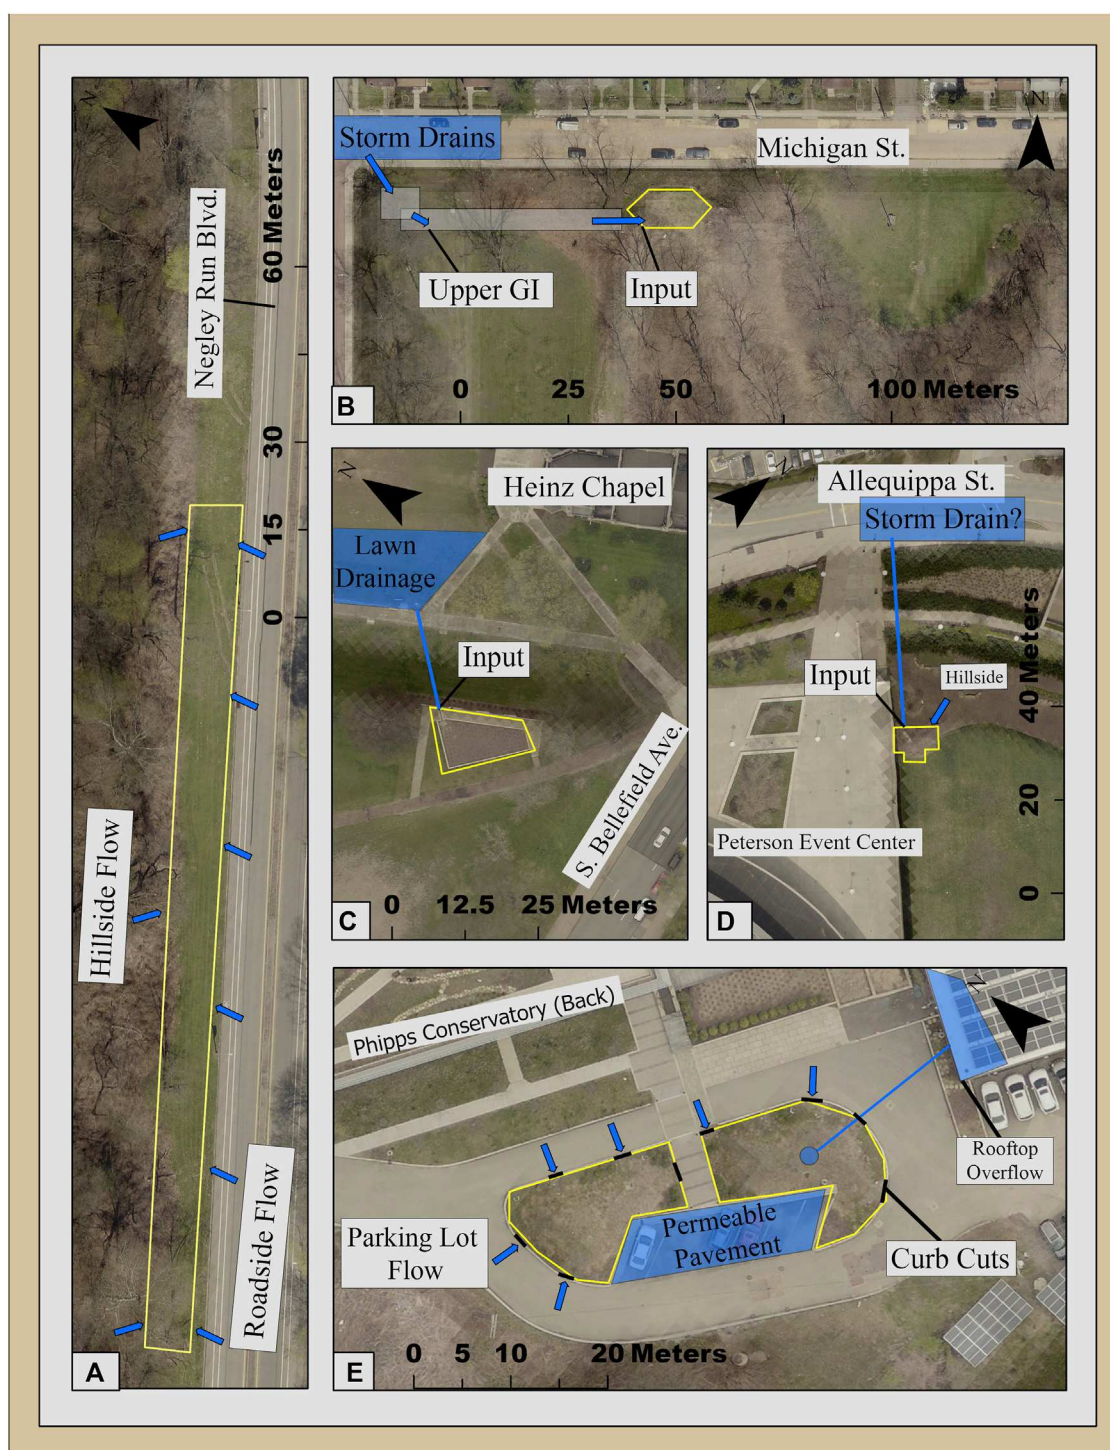 N
Negley Run Blvd.
60 Meters
30
15
0
Hillside Flow
Roadside Flow
A
Storm Drains
Michigan St.
N
Upper GI
Input
0 25 50 100 Meters
B
N
Heinz Chapel
Lawn
Drainage
Input
S. Bellefield Ave.
0 12.5 25 Meters
C
N
Allequippa St.
Storm Drain?
Input
Hillside
40 Meters
20
0
Peterson Event Center
D
N
Phipps Conservatory (Back)
Rooftop
Overflow
Permeable
Pavement
Parking Lot
Flow
Curb Cuts
0 5 10 20 Meters
E